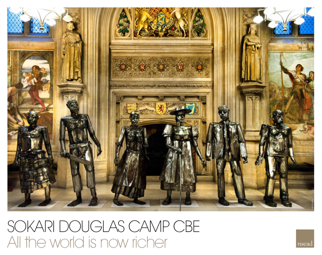 SOKARI DOUGLAS CAMP CBE
All the world is now richer